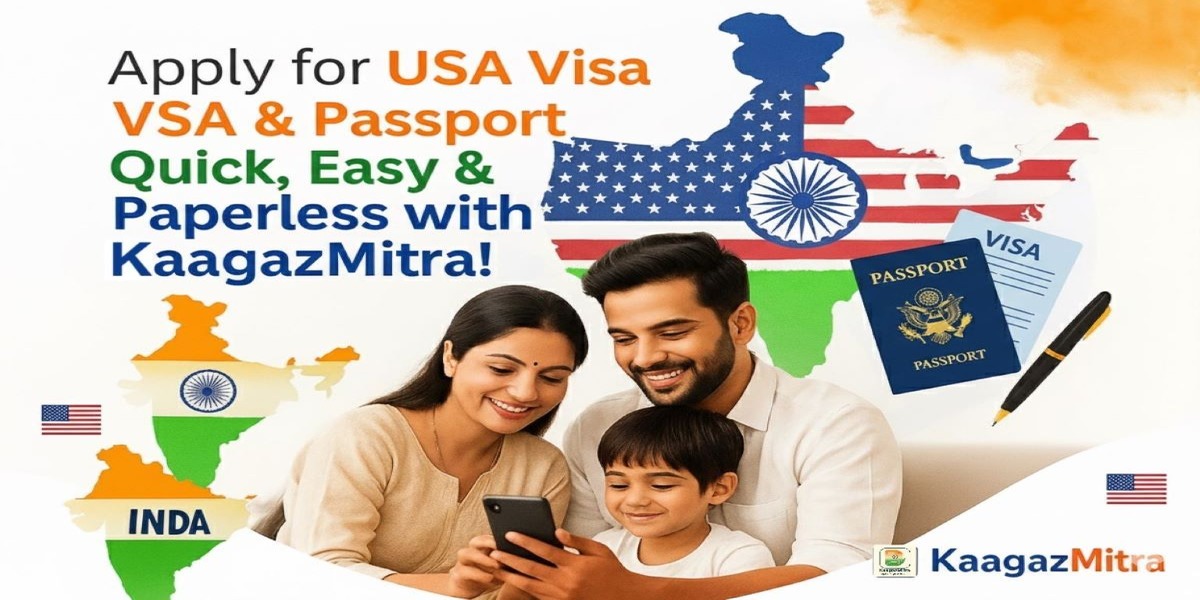 Apply for USA Visa
VSA & Passport
Quick, Easy &
Paperless with
KaagazMitra!
VISA
PASSPORT
PASSPORT
INDA
KaagazMitra